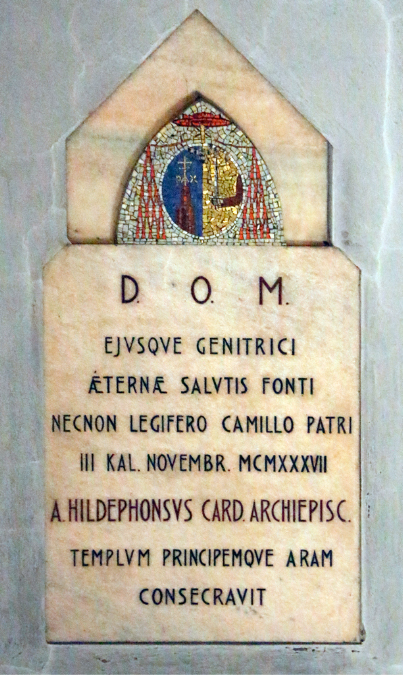 PAX
D. O. M.
EJVSQVE GENITRICI
ÆTERNÆ SALVTIS FONTI
NECNON LEGIFERO CAMILLO PATRI
III KAL. NOVEMBR. MCMXXXVII
A. HILDEPHONSVS CARD. ARCHIEPISC.
TEMPLVM PRINCIPEMQVE ARAM
CONSECRAVIT